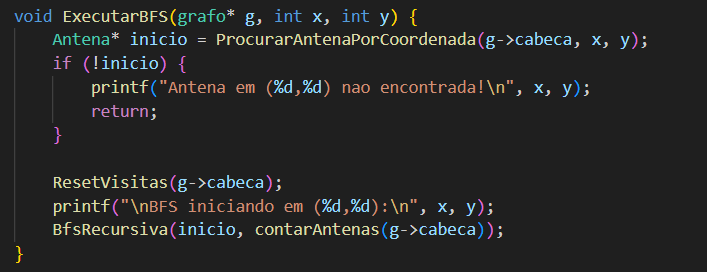 void ExecutarBFS(grafo* g, int x, int y) {
    Antena* inicio = ProcurarAntenaPorCoordenada(g->cabeca, x, y);
    if (!inicio) {
        printf("Antena em (%d,%d) nao encontrada!\n", x, y);
        return;
    }

    ResetVisitas(g->cabeca);
    printf("\nBFS iniciando em (%d,%d):\n", x, y);
    BfsRecursiva(inicio, contarAntenas(g->cabeca));
}